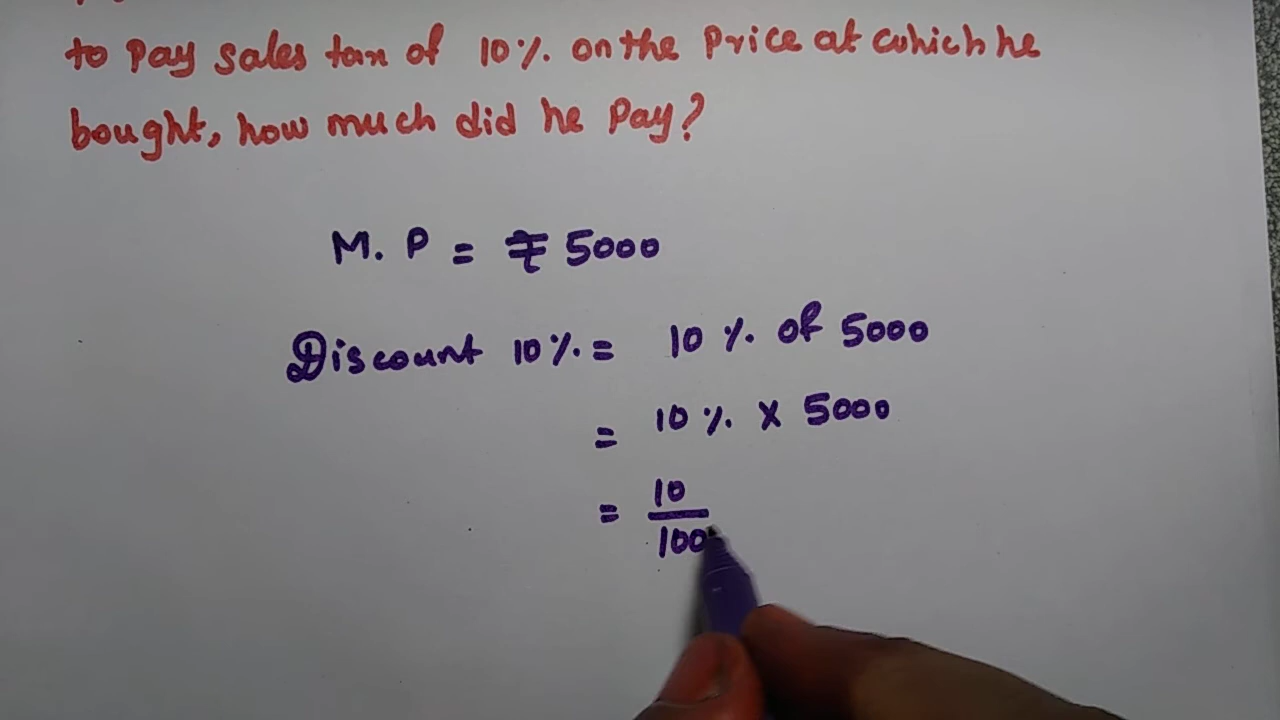 to Pay sales tax of 10% on the Price at which he
bought, how much did he Pay?
M. P = ₹ 5000
Discount 10% = 10 % of 5000
= 10 % x 5000
= 10/100